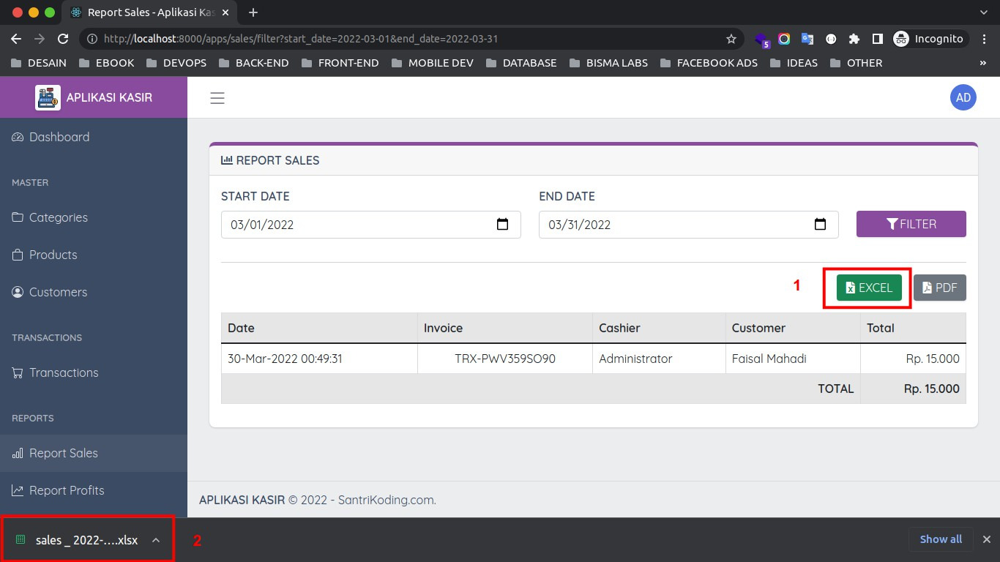 Report Sales - Aplikasi Kas
http://localhost:8000/apps/sales/filter?start_date=2022-03-01&end_date=2022-03-31
5
Incognito
DESAIN EBOOK DEVOPS BACK-END FRONT-END MOBILE DEV DATABASE BISMA LABS FACEBOOK ADS IDEAS OTHER »
APLIKASI KASIR
AD
Dashboard
MASTER
Categories
Products
Customers
TRANSACTIONS
Transactions
REPORTS
Report Sales
Report Profits
REPORT SALES
START DATE END DATE
03/01/2022 03/31/2022 FILTER
1 EXCEL PDF
Date Invoice Cashier Customer Total
30-Mar-2022 00:49:31 TRX-PWV359SO90 Administrator Faisal Mahadi Rp. 15.000
TOTAL Rp. 15.000
APLIKASI KASIR © 2022 - SantriKoding.com.
sales _ 2022-....xlsx 2 Show all